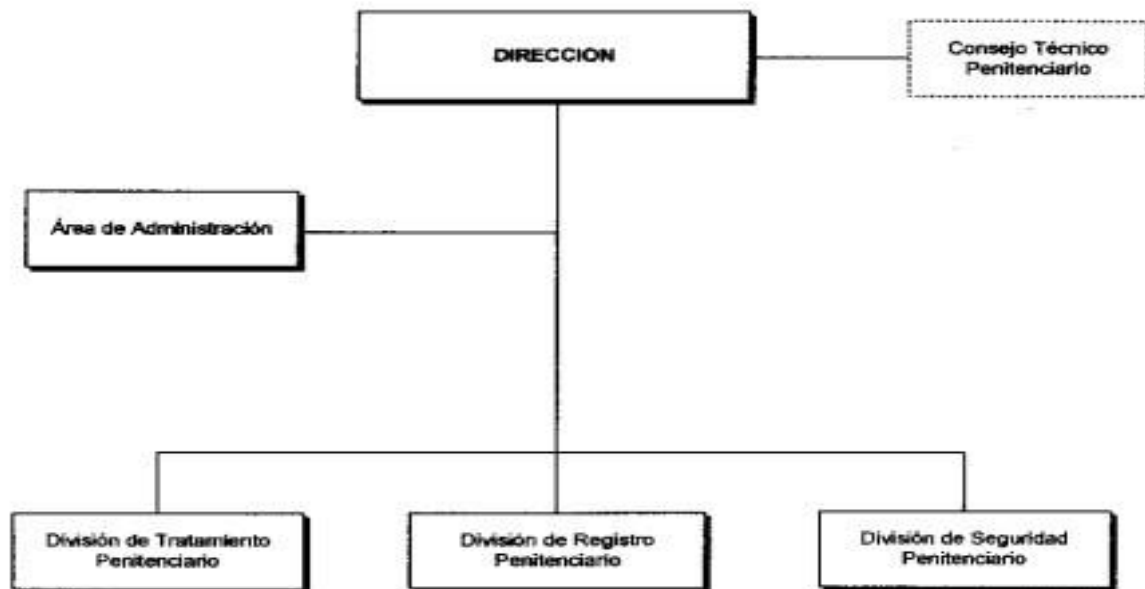 DIRECCION
Consejo Técnico
Penitenciario
Área de Administración
División de Tratamiento
Penitenciario
División de Registro
Penitenciario
División de Seguridad
Penitenciario